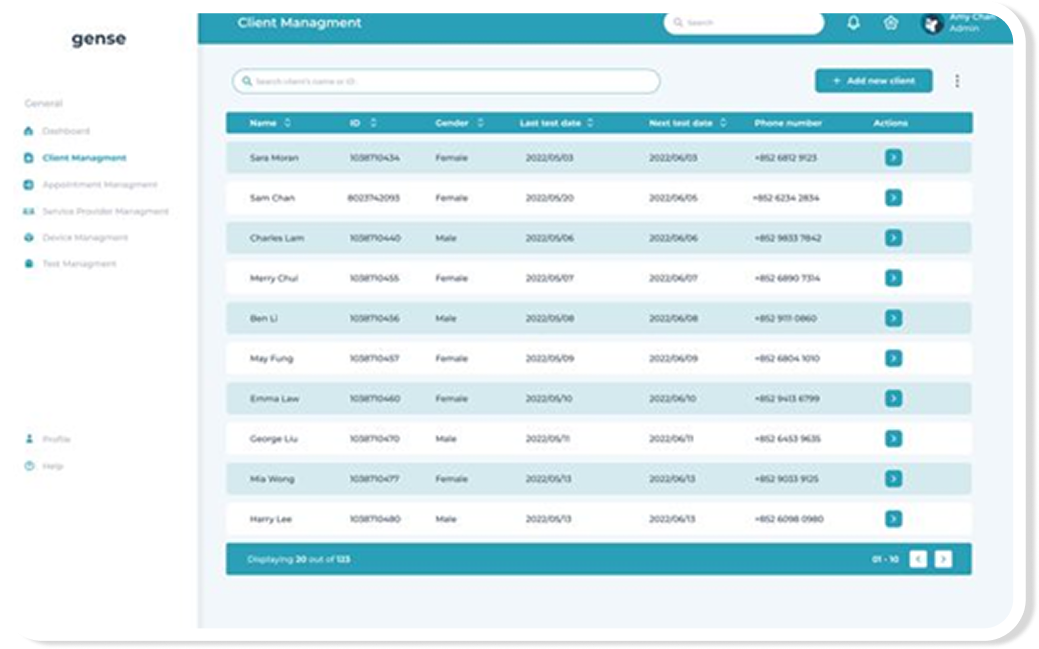 gense
General
Dashboard
Client Managment
Appointment Managment
Service Provider Managment
Device Managment
Test Managment
Profile
Help
Client Managment
Search
Amy Chan
Admin
Search client's name or ID
+ Add new client
Name ID Gender Last test date Next test date Phone number Actions
Sara Moran 1038710434 Female 2022/05/03 2022/06/03 +852 6812 9123
Sam Chan 8023742093 Female 2022/05/20 2022/06/05 +852 6234 2834
Charles Lam 1038710440 Male 2022/05/06 2022/06/06 +852 9833 7842
Merry Chui 1038710455 Female 2022/05/07 2022/06/07 +852 6890 7314
Ben Li 1038710456 Male 2022/05/08 2022/06/08 +852 9111 0860
May Fung 1038710457 Female 2022/05/09 2022/06/09 +852 6804 1010
Emma Law 1038710460 Female 2022/05/10 2022/06/10 +852 9413 6799
George Liu 1038710470 Male 2022/05/11 2022/06/11 +852 6453 9635
Mia Wong 1038710477 Female 2022/05/13 2022/06/13 +852 9033 9125
Harry Lee 1038710480 Male 2022/05/13 2022/06/13 +852 6098 0980
Displaying 20 out of 123
01 - 10